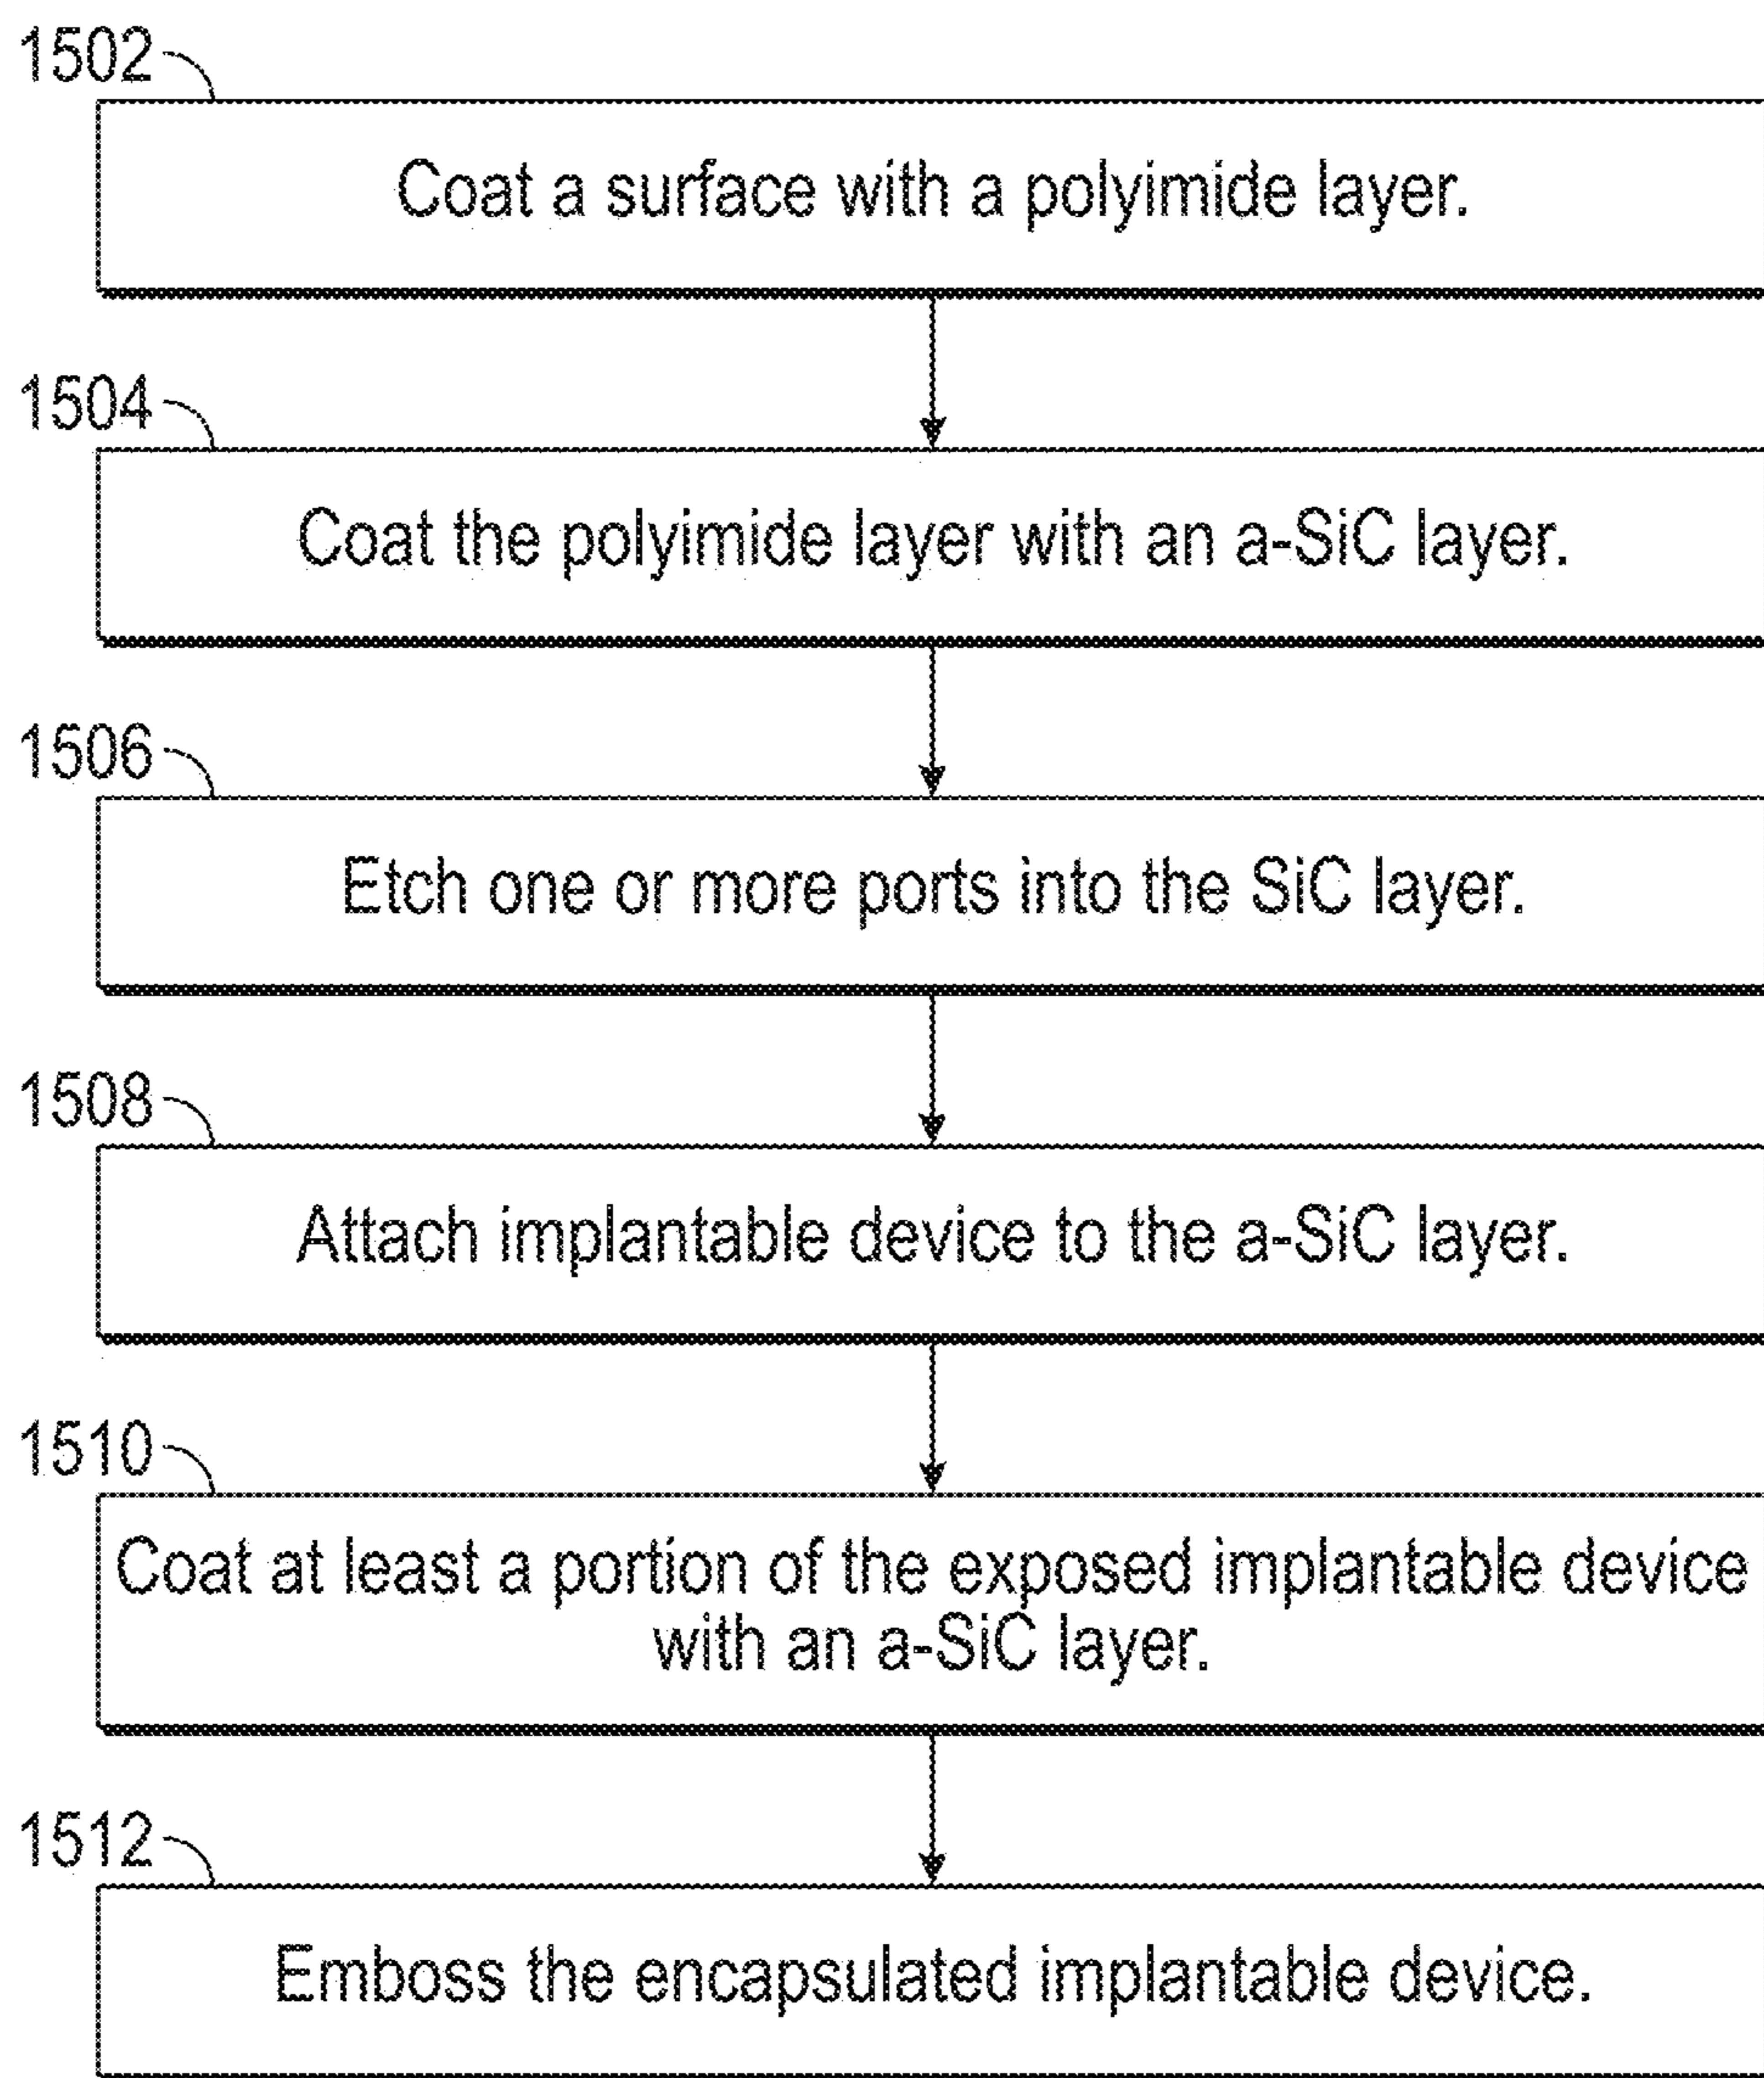 1502
Coat a surface with a polyimide layer.
1504
Coat the polyimide layer with an a-SiC layer.
1506
Etch one or more ports into the SiC layer.
1508
Attach implantable device to the a-SiC layer.
1510
Coat at least a portion of the exposed implantable device
with an a-SiC layer.
1512
Emboss the encapsulated implantable device.